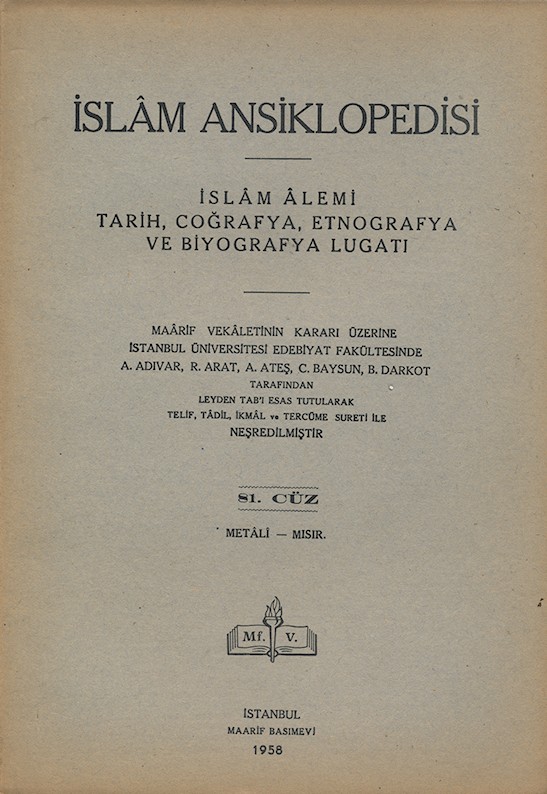 İSLÂM ANSİKLOPEDİSİ
İSLÂM ÂLEMİ
TARİH, COĞRAFYA, ETNOGRAFYA
VE BİYOGRAFYA LUGATI
MAÂRİF VEKÂLETİNİN KARARI ÜZERİNE
İSTANBUL ÜNİVERSİTESİ EDEBİYAT FAKÜLTESİNDE
A. ADIVAR, R. ARAT, A. ATEŞ, C. BAYSUN, B. DARKOT
TARAFINDAN
LEYDEN TAB'I ESAS TUTULARAK
TELİF, TÂDİL, İKMÂL ve TERCÜME SURETİ İLE
NEŞREDİLMİŞTİR
81. CÜZ
METÂLÎ — MISIR.
Mf. V.
İSTANBUL
MAARİF BASIMEVİ
1958